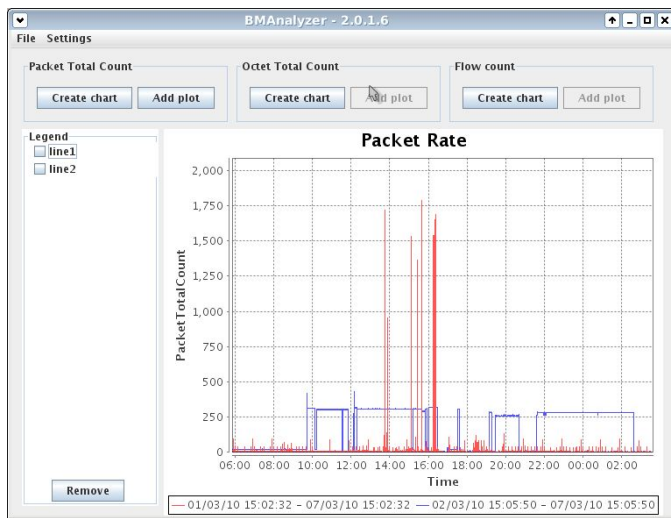 BMAnalyzer - 2.0.1.6
File Settings
Packet Total Count
Create chart Add plot
Octet Total Count
Create chart Add plot
Flow count
Create chart Add plot
Legend
line1
line2
Remove
Packet Rate
PacketTotalCount
2,000
1,750
1,500
1,250
1,000
750
500
250
0
06:00 08:00 10:00 12:00 14:00 16:00 18:00 20:00 22:00 00:00 02:00
Time
01/03/10 15:02:32 – 07/03/10 15:02:32 02/03/10 15:05:50 – 07/03/10 15:05:50